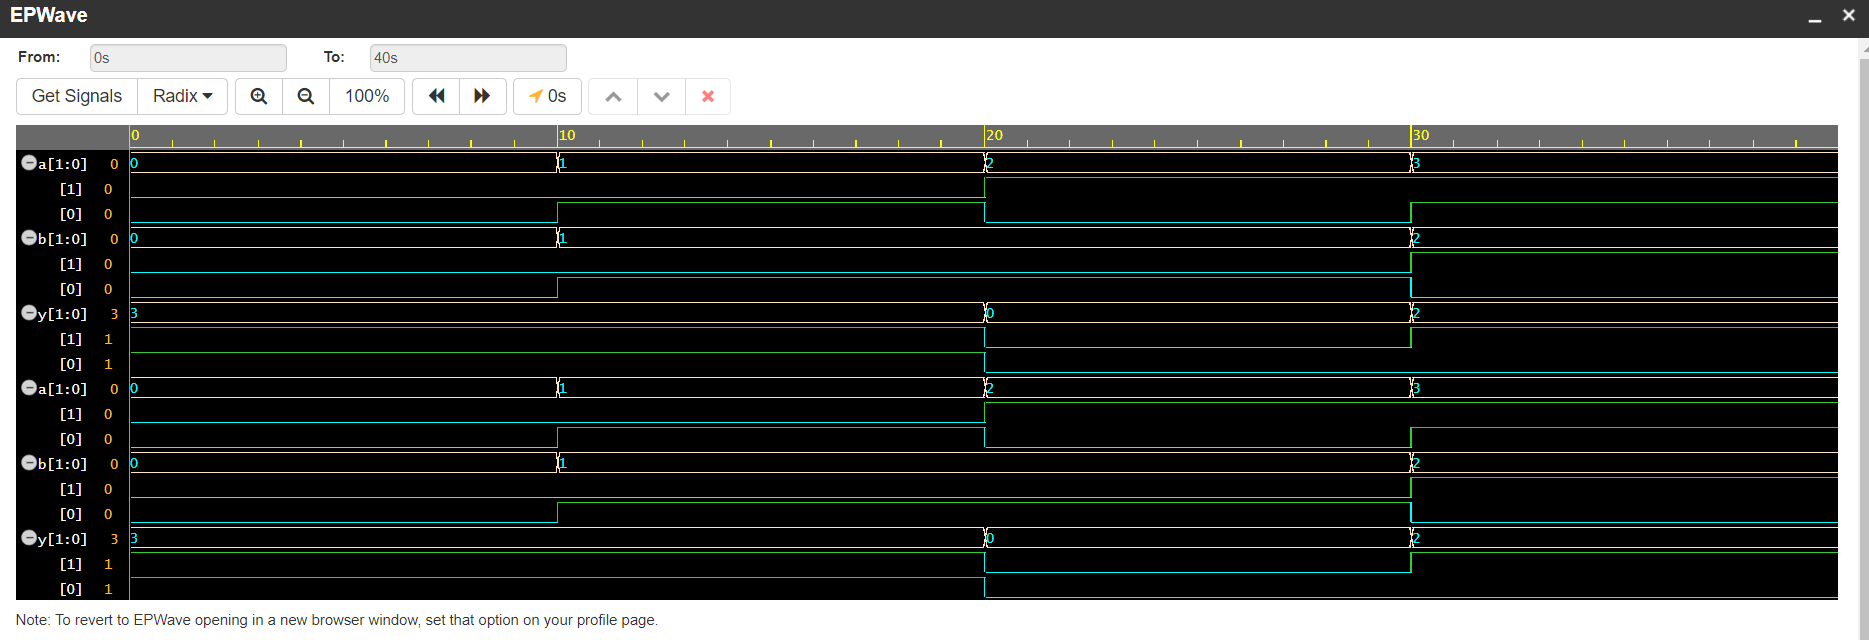 EPWave
From: 0s To: 40s
Get Signals Radix 100% 0s
0 10 20 30
a[1:0] 0 0 1 2 3
[1] 0
[0] 0
b[1:0] 0 0 1 2
[1] 0
[0] 0
y[1:0] 3 3 0 2
[1] 1
[0] 1
a[1:0] 0 0 1 2 3
[1] 0
[0] 0
b[1:0] 0 0 1 2
[1] 0
[0] 0
y[1:0] 3 3 0 2
[1] 1
[0] 1
Note: To revert to EPWave opening in a new browser window, set that option on your profile page.